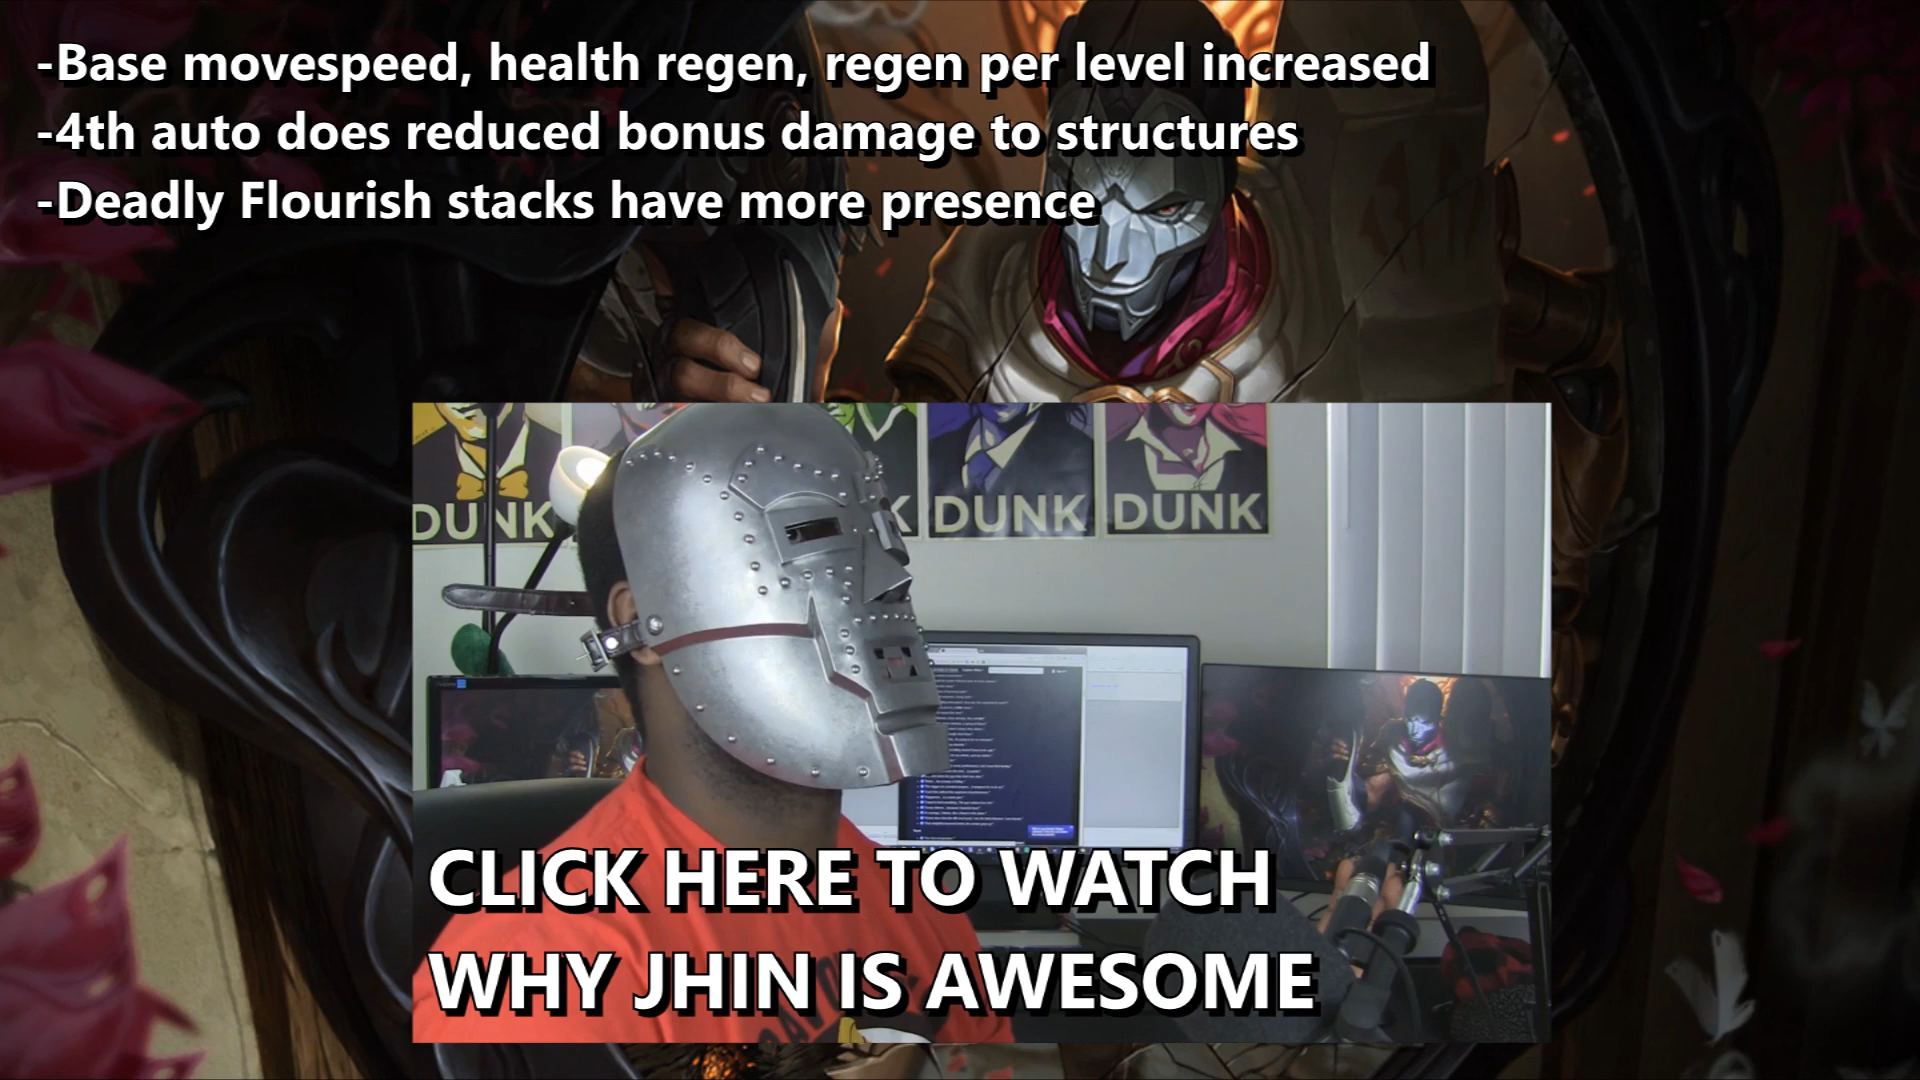 -Base movespeed, health regen, regen per level increased
-4th auto does reduced bonus damage to structures
-Deadly Flourish stacks have more presence
DUNK
K
DUNK
DUNK
CLICK HERE TO WATCH
WHY JHIN IS AWESOME